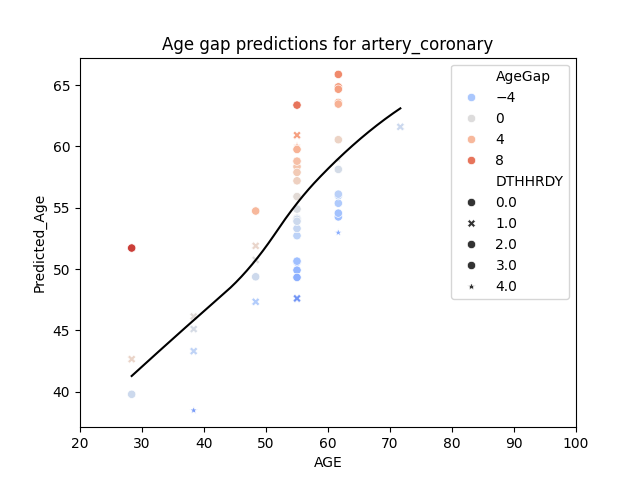 Age gap predictions for artery_coronary
Predicted_Age
65
60
55
50
45
40
20 30 40 50 60 70 80 90 100
AGE
AgeGap
−4
0
4
8
DTHHRDY
0.0
1.0
2.0
3.0
4.0